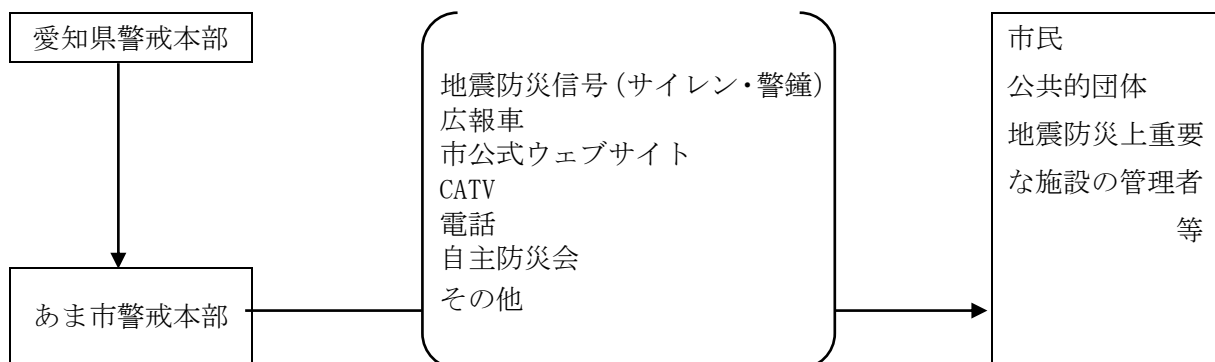 愛知県警戒本部
あま市警戒本部
地震防災信号(サイレン・警鐘)
広報車
市公式ウェブサイト
CATV
電話
自主防災会
その他
市民
公共的団体
地震防災上重要
な施設の管理者
等